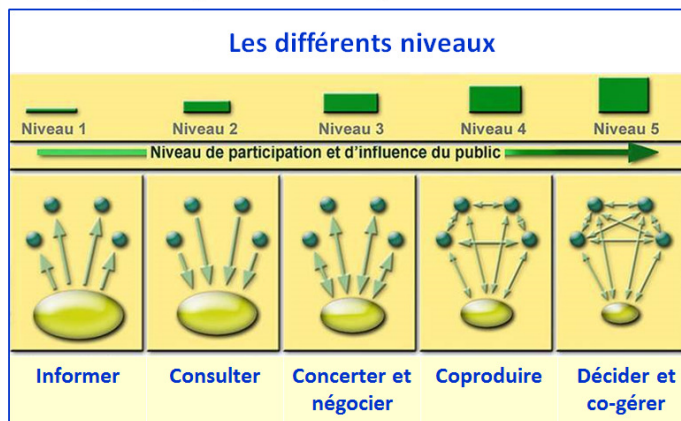 Les différents niveaux
Niveau 1
Niveau 2
Niveau 3
Niveau 4
Niveau 5
Niveau de participation et d'influence du public
Informer
Consulter
Concerter et
négocier
Coproduire
Décider et
co-gérer